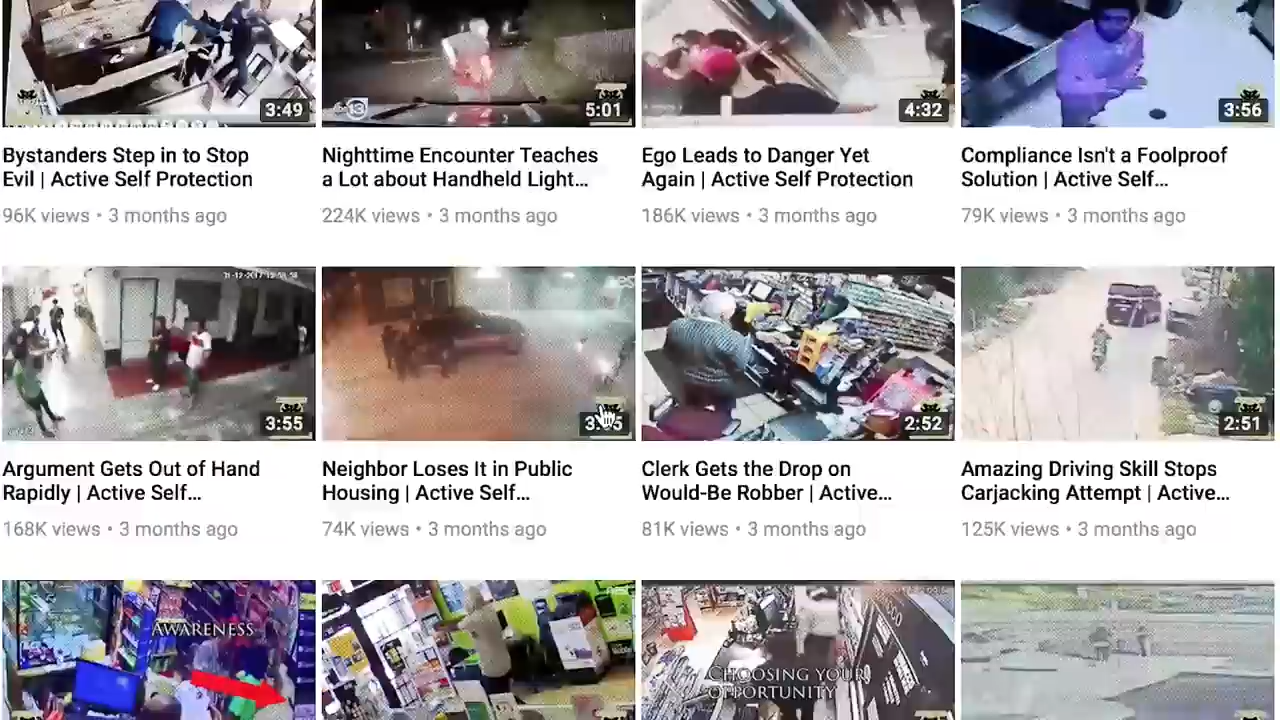 3:49
5:01
4:32
3:56
Bystanders Step in to Stop
Evil | Active Self Protection
96K views • 3 months ago
Nighttime Encounter Teaches
a Lot about Handheld Light...
224K views • 3 months ago
Ego Leads to Danger Yet
Again | Active Self Protection
186K views • 3 months ago
Compliance Isn't a Foolproof
Solution | Active Self...
79K views • 3 months ago
3:55
2:52
2:51
Argument Gets Out of Hand
Rapidly | Active Self...
168K views • 3 months ago
Neighbor Loses It in Public
Housing | Active Self...
74K views • 3 months ago
Clerk Gets the Drop on
Would-Be Robber | Active...
81K views • 3 months ago
Amazing Driving Skill Stops
Carjacking Attempt | Active...
125K views • 3 months ago
AWARENESS
CHOOSING YOUR
OPPORTUNITY